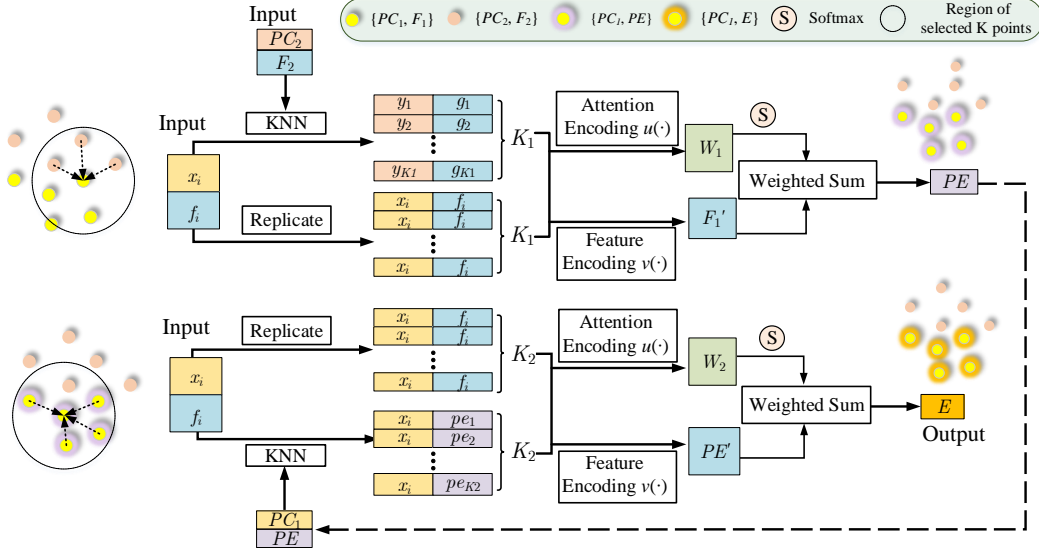 Input
{PC₁, F₁} {PC₂, F₂} {PC₁, PE} {PC₁, E} S Softmax Region of
selected K points
PC₂
F₂
KNN
Input
xᵢ
fᵢ
Replicate
y₁ g₁
y₂ g₂
y_K1 g_K1
K₁
xᵢ fᵢ
xᵢ fᵢ
xᵢ fᵢ
K₁
Attention
Encoding u(·)
Feature
Encoding v(·)
W₁
F₁′
S
Weighted Sum
PE
Input
xᵢ
fᵢ
Replicate
KNN
PC₁
PE
xᵢ fᵢ
xᵢ fᵢ
xᵢ fᵢ
K₂
xᵢ pe₁
xᵢ pe₂
xᵢ pe_K2
K₂
Attention
Encoding u(·)
Feature
Encoding v(·)
W₂
PE′
S
Weighted Sum
E
Output